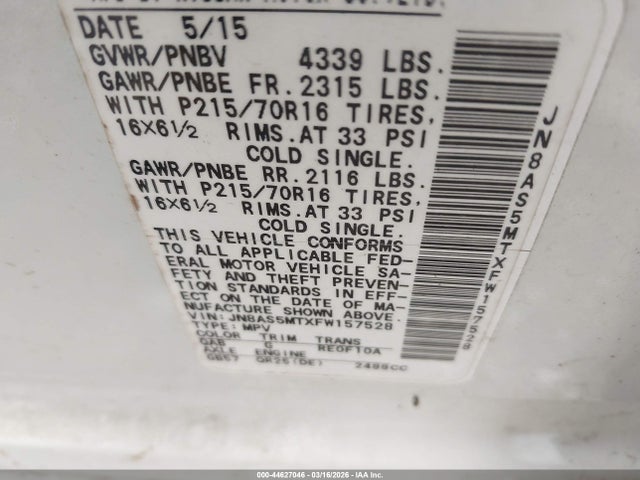 DATE 5/15
GVWR/PNBV 4339 LBS.
GAWR/PNBE FR. 2315 LBS.
WITH P215/70R16 TIRES,
16X6½ RIMS. AT 33 PSI
COLD SINGLE.
GAWR/PNBE RR. 2116 LBS.
WITH P215/70R16 TIRES,
16X6½ RIMS. AT 33 PSI
COLD SINGLE.
THIS VEHICLE CONFORMS
TO ALL APPLICABLE FED-
ERAL MOTOR VEHICLE SA-
FETY AND THEFT PREVEN-
TION STANDARDS IN EFF-
ECT ON THE DATE OF MA-
NUFACTURE SHOWN ABOVE.
VIN: JN8AS5MTXFW157528
TYPE: MPV
COLOR TRIM TRANS
QAB G RE0F10A
AXLE ENGINE
GB57 QR25(DE) 2488CC
JN8AS5MTXFW157528
000-44627046 - 03/16/2026 - IAA Inc.